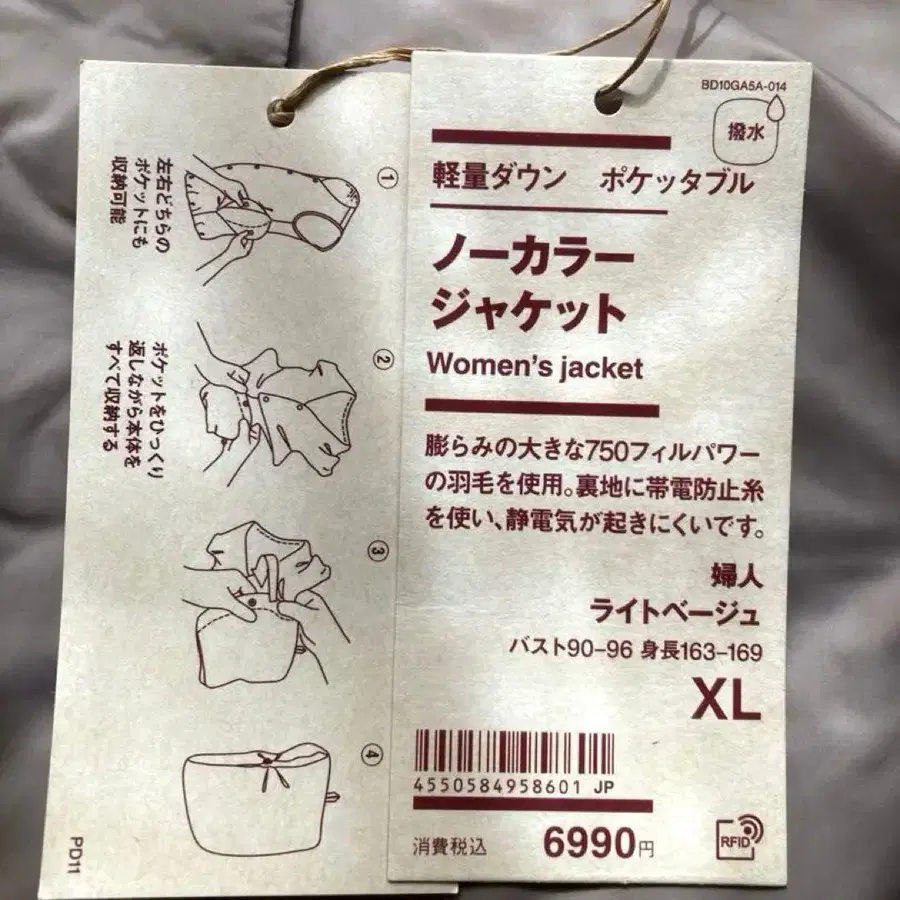 ①
左右どちらの
ポケットにも
収納可能
②
ポケットをひっくり
返しながら本体を
すべて収納する
③
④
PD11
BD10GA5A-014
撥水
軽量ダウン ポケッタブル
ノーカラー
ジャケット
Women's jacket
膨らみの大きな750フィルパワー
の羽毛を使用。裏地に帯電防止糸
を使い、静電気が起きにくいです。
婦人
ライトベージュ
バスト90–96 身長163–169
XL
4550584958601 JP
消費税込 6990円
RFID